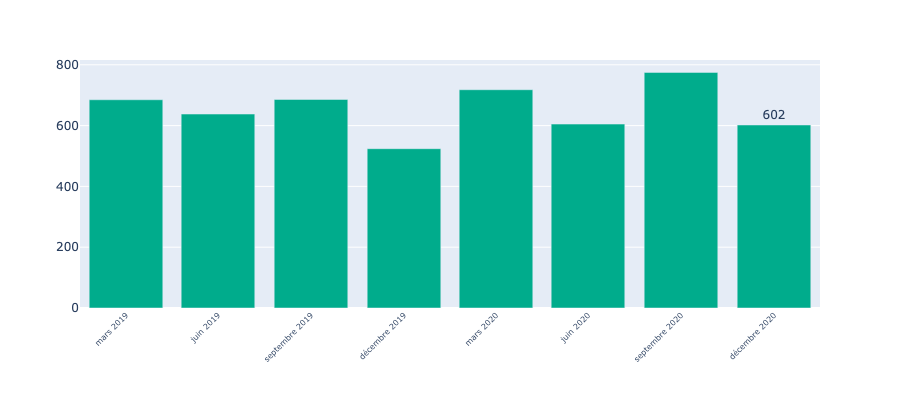 800
600
400
200
0
602
mars 2019
juin 2019
septembre 2019
décembre 2019
mars 2020
juin 2020
septembre 2020
décembre 2020